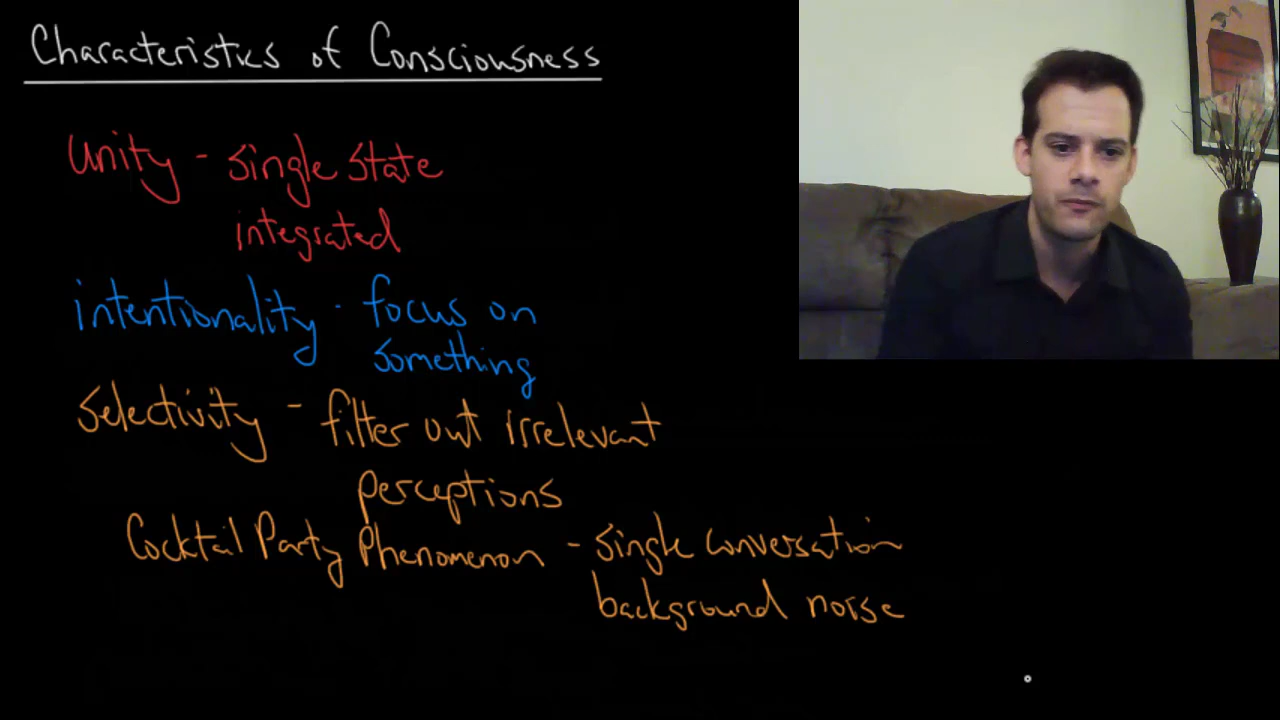 Characteristics of Consciousness
Unity - single state
integrated
intentionality - focus on
something
selectivity - filter out irrelevant
perceptions
Cocktail Party Phenomenon - single conversation
background noise